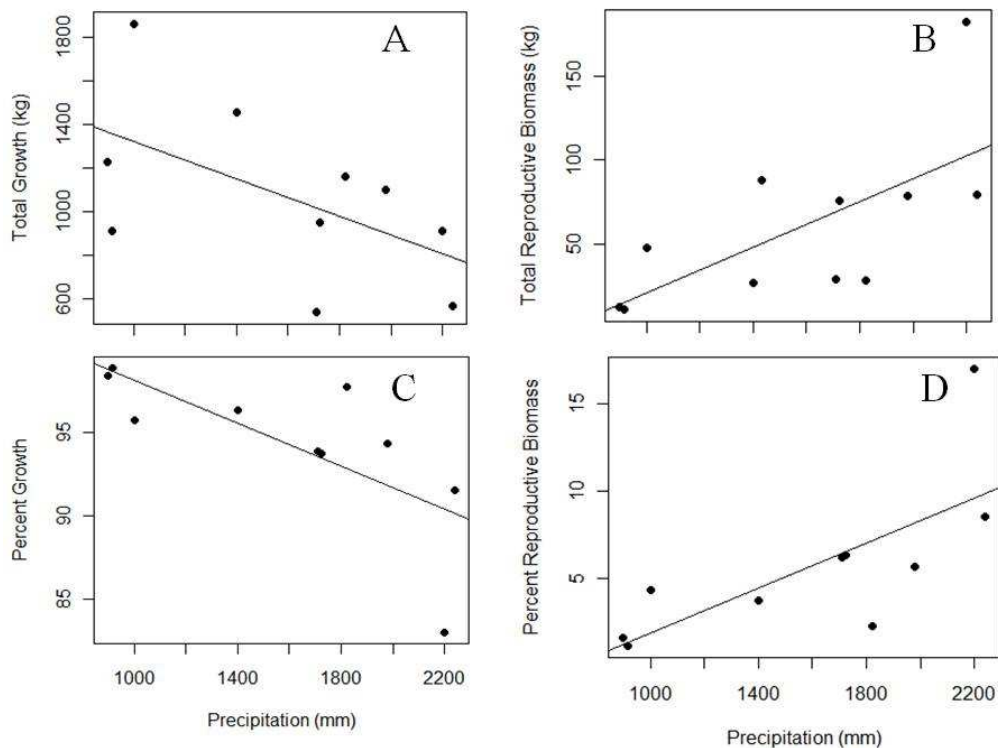 A
Total Growth (kg)
600 1000 1400 1800
B
Total Reproductive Biomass (kg)
50 100 150
C
Percent Growth
85 90 95
1000 1400 1800 2200
Precipitation (mm)
D
Percent Reproductive Biomass
5 10 15
1000 1400 1800 2200
Precipitation (mm)